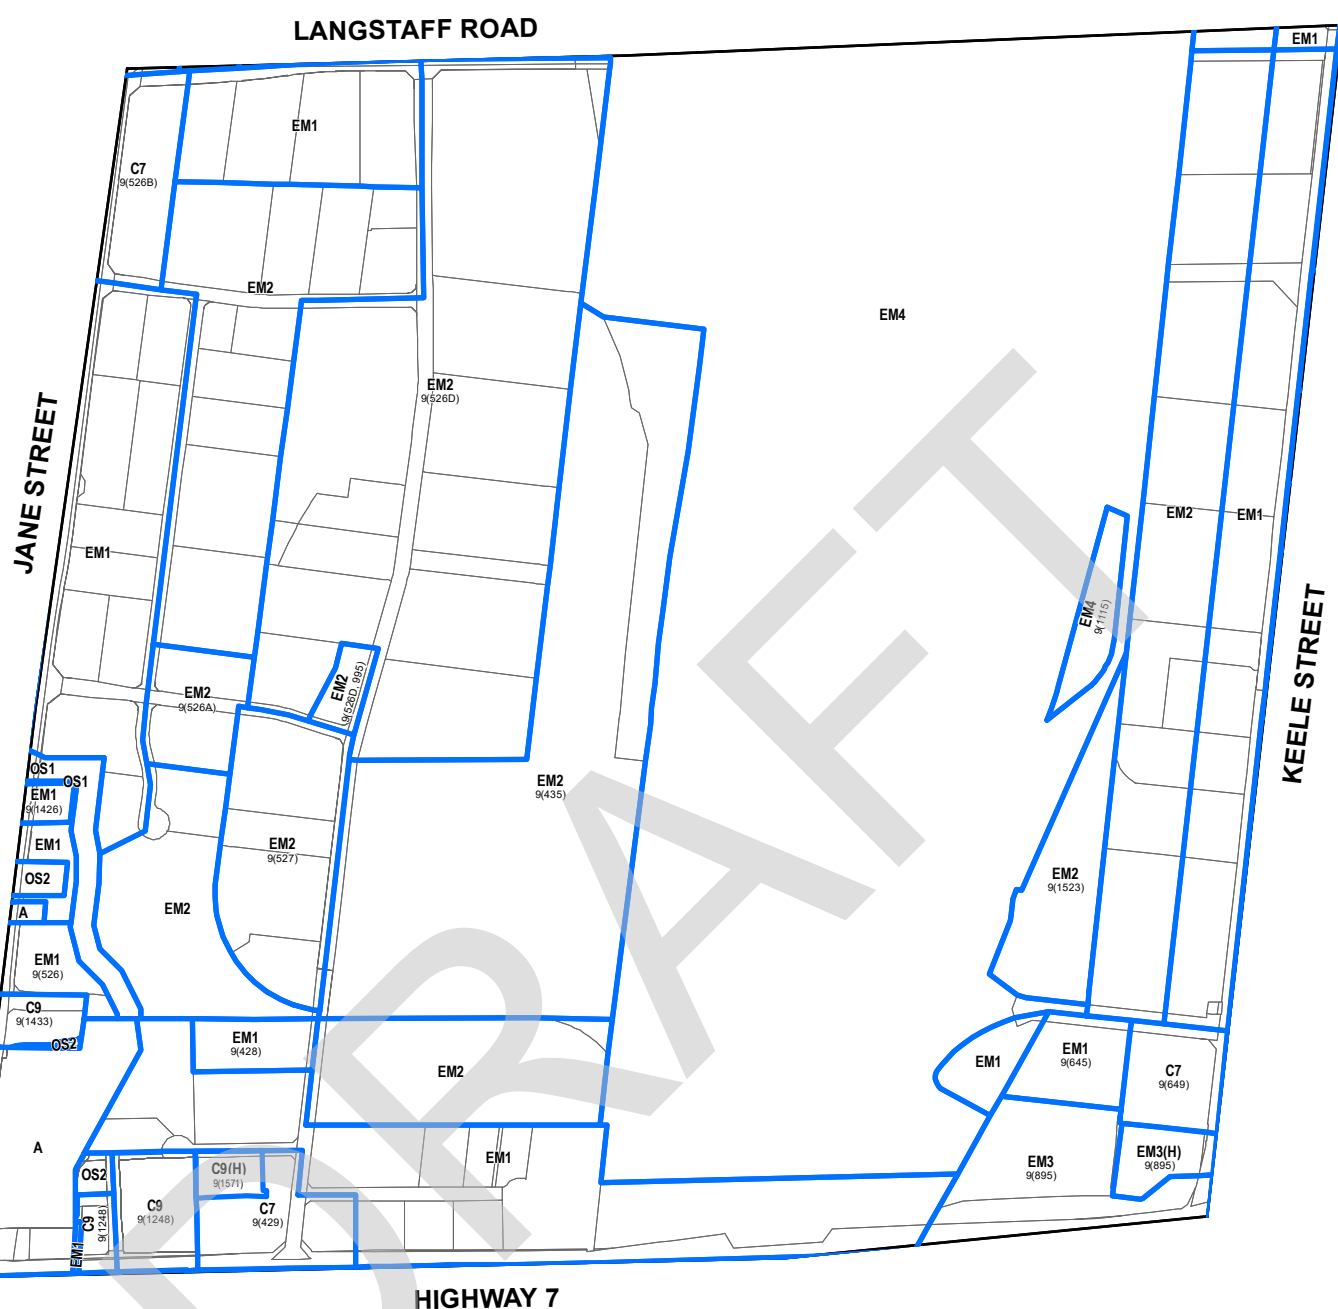 LANGSTAFF ROAD
EM1
EM1
C7
9(526B)
EM2
EM4
EM2
9(526D)
JANE STREET
EM2
EM1
EM1
EM4
9(1115)
KEELE STREET
EM2
9(526D, 995)
EM2
9(526A)
OS1
OS1
EM1
9(1426)
EM2
9(435)
EM1
EM2
9(527)
OS2
EM2
9(1523)
A
EM2
EM1
9(526)
C9
9(1433)
OS2
EM1
9(428)
EM2
EM1
EM1
9(645)
C7
9(649)
A
EM1
EM3
9(895)
EM3(H)
9(895)
OS2
C9(H)
9(1571)
C9
9(1248)
C9
9(1248)
C7
9(429)
EM1
HIGHWAY 7
DRAFT